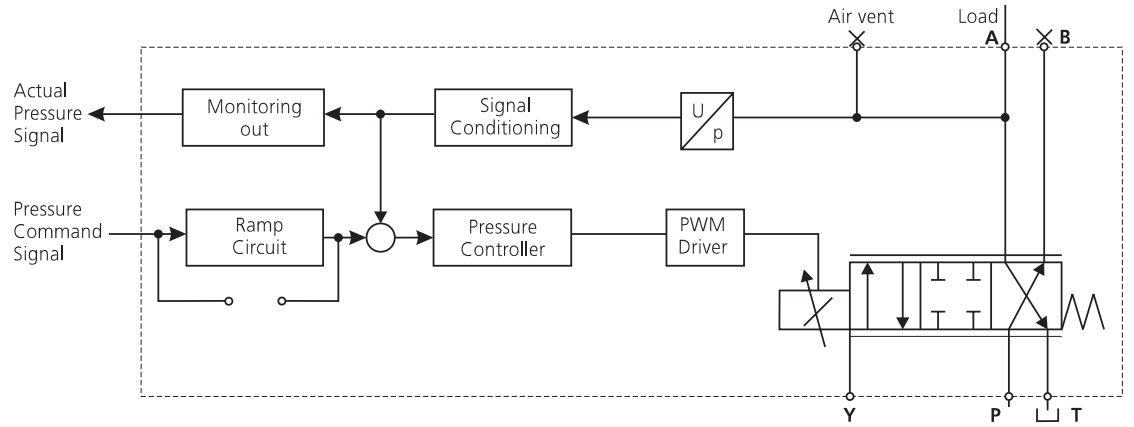 Air vent
Load
A
B
Actual
Pressure
Signal
Monitoring
out
Signal
Conditioning
U
p
Pressure
Command
Signal
Ramp
Circuit
Pressure
Controller
PWM
Driver
Y
P
T